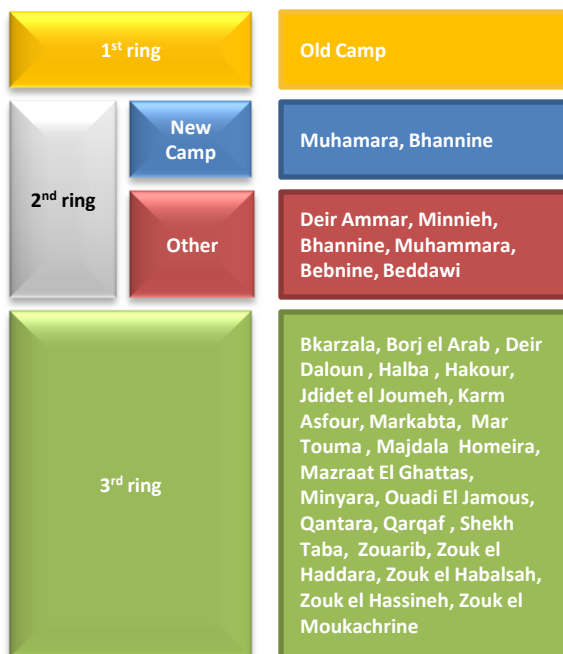 1st ring
Old Camp
2nd ring
New
Camp
Muhamara, Bhannine
Other
Deir Ammar, Minnieh,
Bhannine, Muhammara,
Bebnine, Beddawi
3rd ring
Bkarzala, Borj el Arab , Deir
Daloun , Halba , Hakour,
Jdidet el Joumeh, Karm
Asfour, Markabta,  Mar
Touma , Majdala  Homeira,
Mazraat El Ghattas,
Minyara, Ouadi El Jamous,
Qantara, Qarqaf , Shekh
Taba,  Zouarib, Zouk el
Haddara, Zouk el Habalsah,
Zouk el Hassineh, Zouk el
Moukachrine